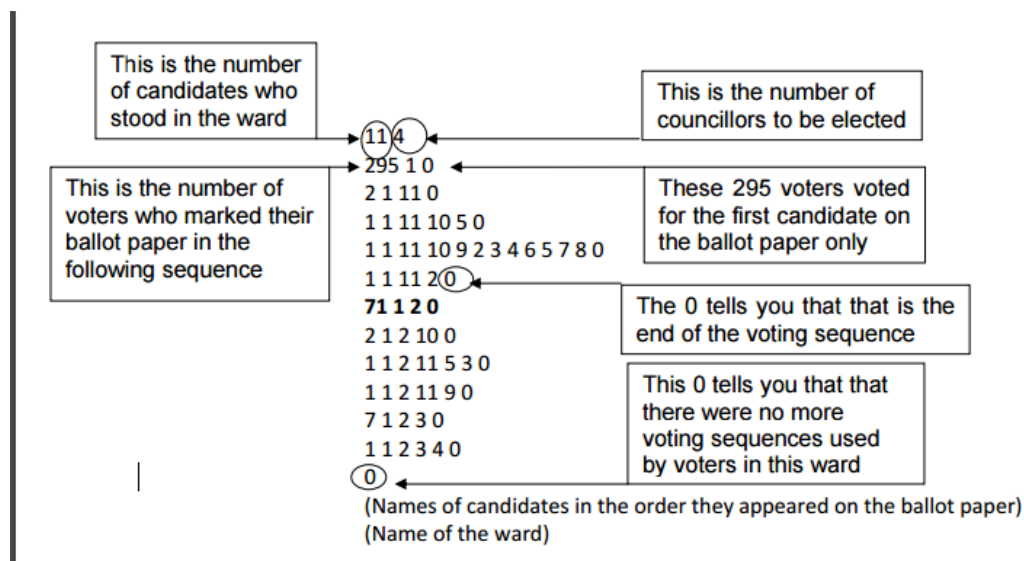 This is the number
of candidates who
stood in the ward
This is the number of
councillors to be elected
11 4
295 1 0
This is the number of
voters who marked their
ballot paper in the
following sequence
These 295 voters voted
for the first candidate on
the ballot paper only
2 1 11 0
1 1 11 10 5 0
1 1 11 10 9 2 3 4 6 5 7 8 0
1 1 11 2 0
71 1 2 0
2 1 2 10 0
1 1 2 11 5 3 0
1 1 2 11 9 0
7 1 2 3 0
1 1 2 3 4 0
0
The 0 tells you that that is the
end of the voting sequence
This 0 tells you that that
there were no more
voting sequences used
by voters in this ward
(Names of candidates in the order they appeared on the ballot paper)
(Name of the ward)